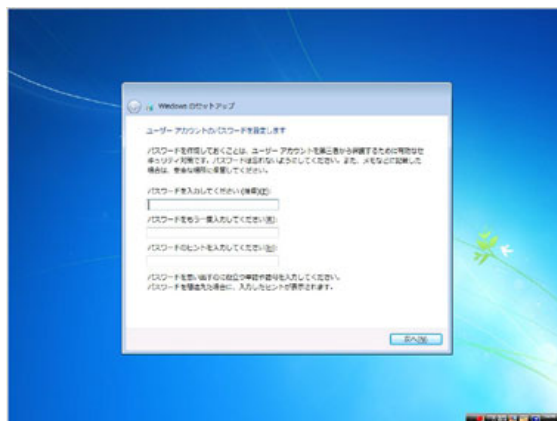 Windows のセットアップ
ユーザー アカウントのパスワードを設定します
パスワードを作成しておくことは、ユーザー アカウントを第三者から保護するために有効なセ
キュリティ対策です。パスワードは忘れないようにしてください。また、メモなどに記載した
場合は、安全な場所に保管してください。
パスワードを入力してください (推奨)(P):
パスワードをもう一度入力してください(R):
パスワードのヒントを入力してください(H):
パスワードを思い出すのに役立つ単語や語句を入力してください。
パスワードを間違えた場合に、入力したヒントが表示されます。
次へ(N)